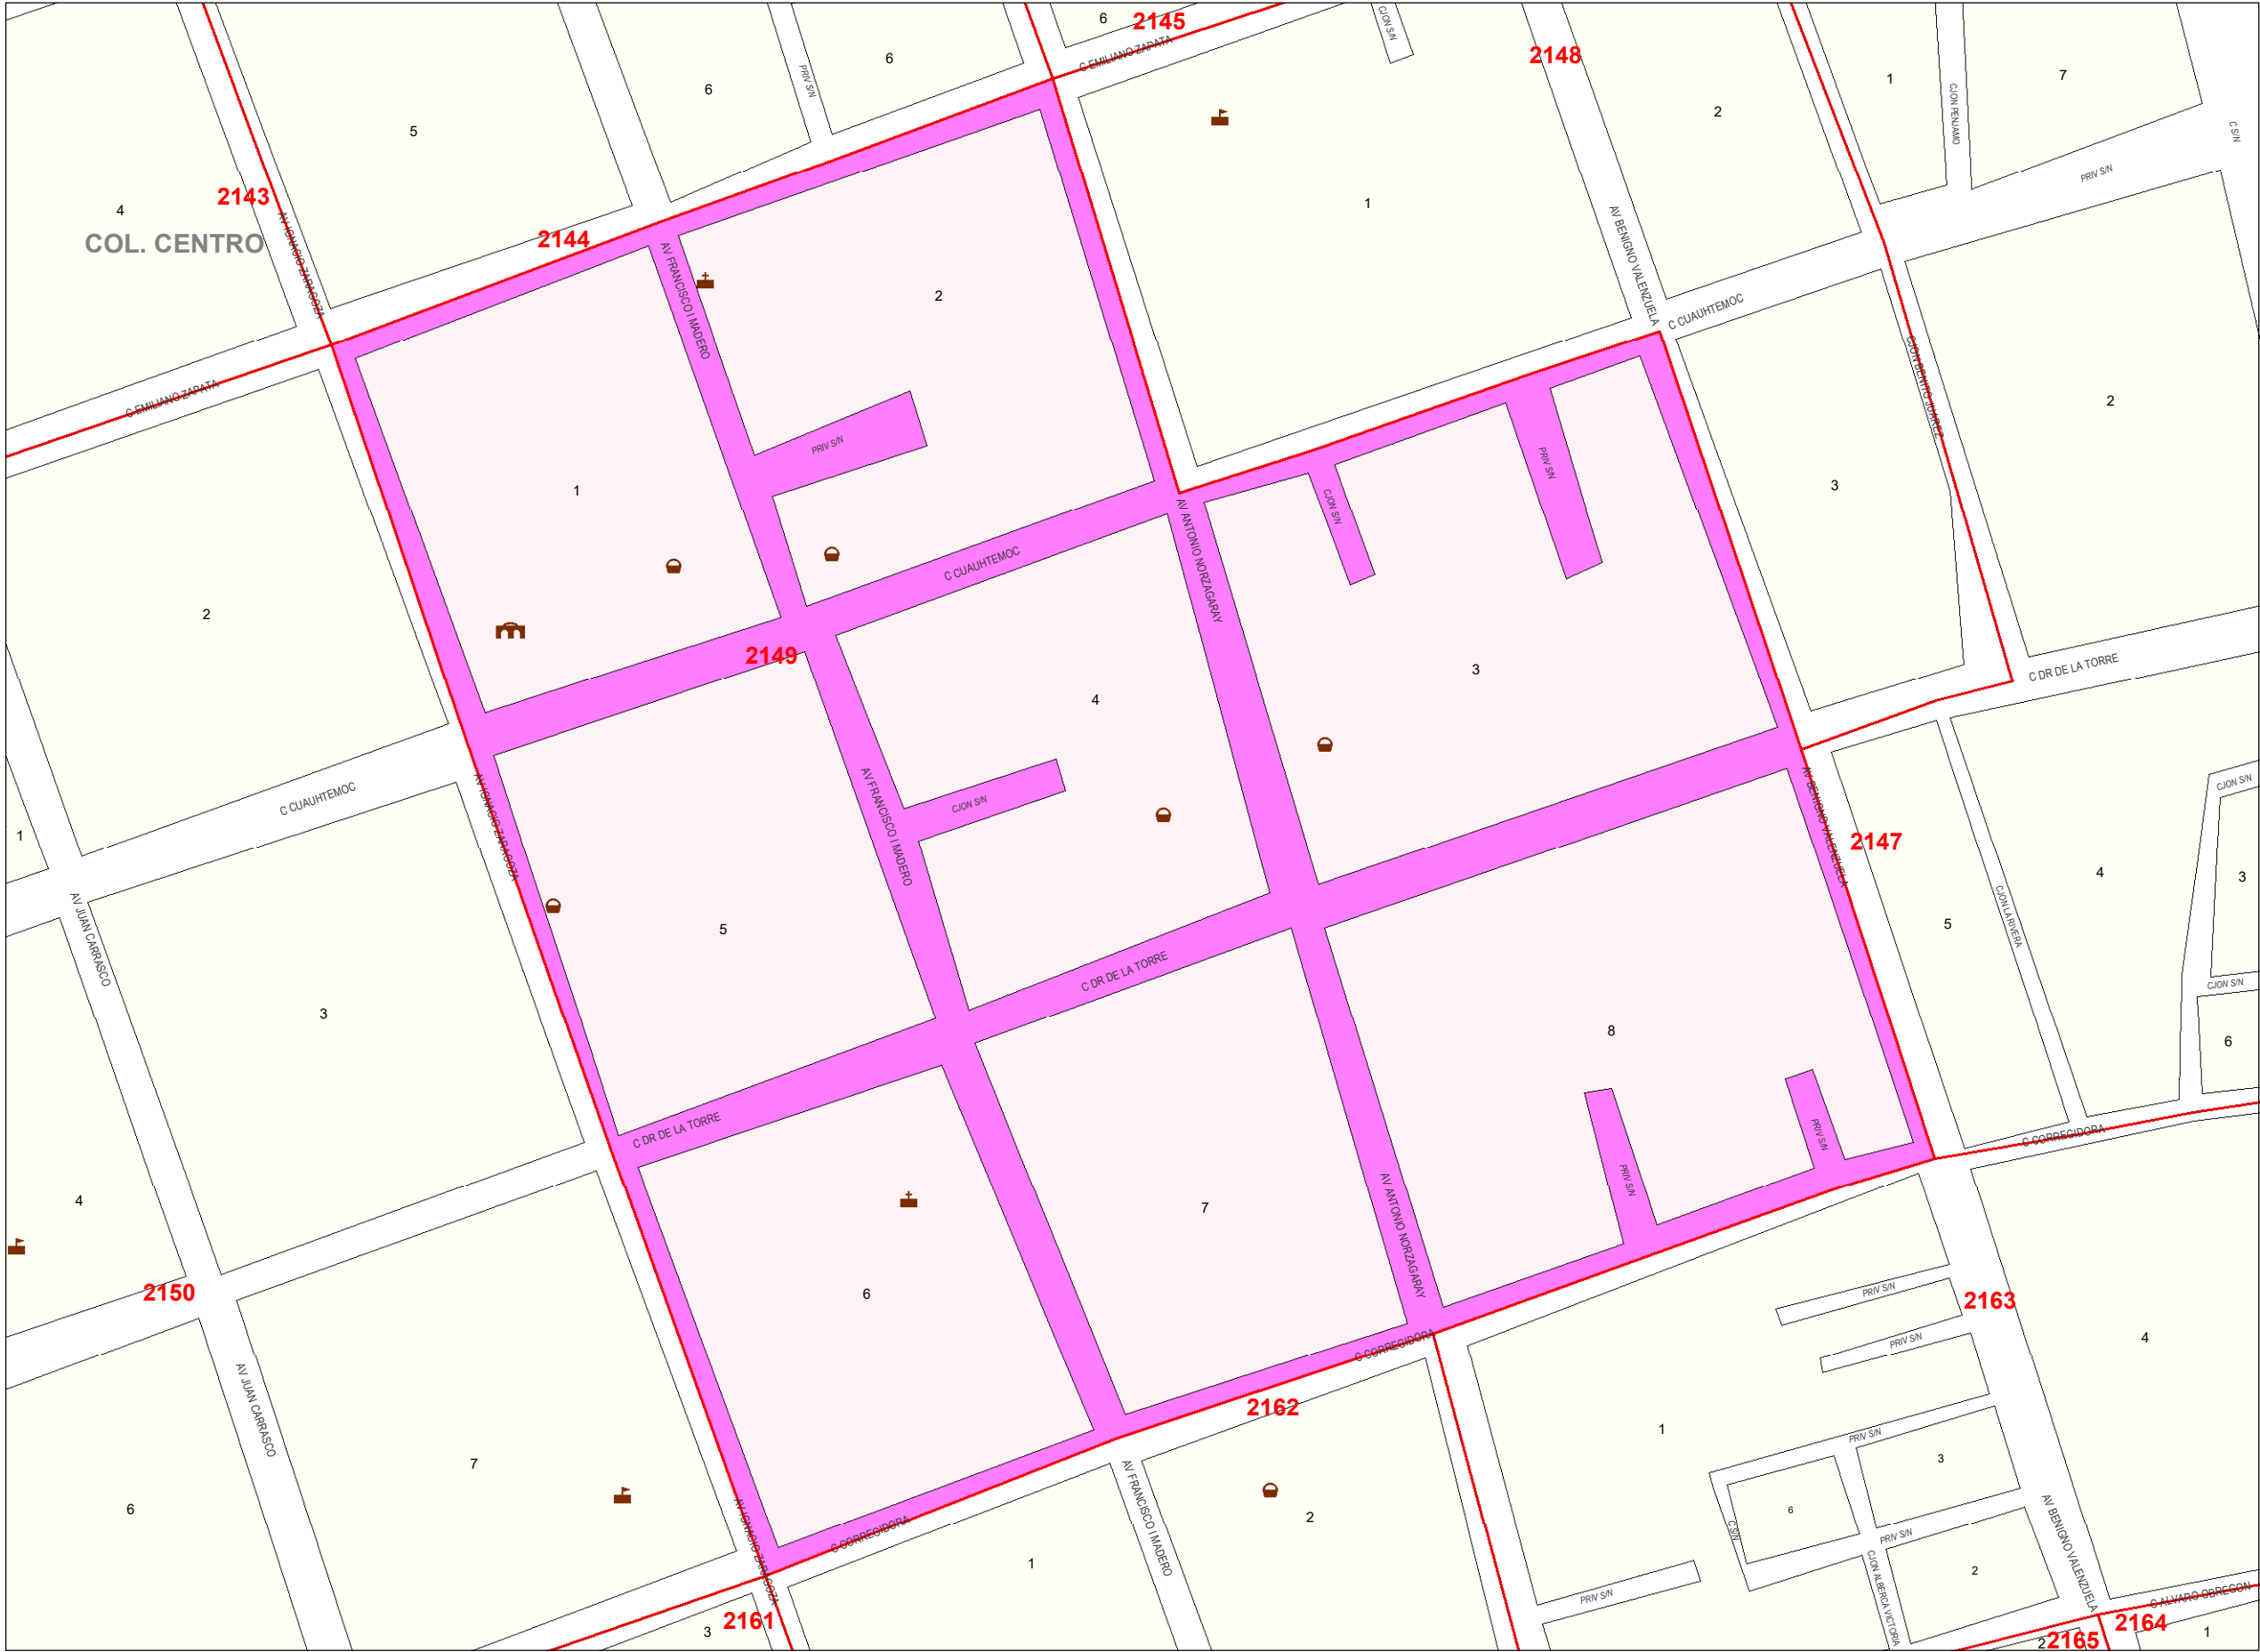 6
2145
C EMILIANO ZAPATA
CJON S/N
2148
6
6
PRIV S/N
5
1
7
2
CJON PENJAMO
C S/N
PRIV S/N
4
2143
COL. CENTRO
AV IGNACIO ZARAGOZA
2144
1
AV BENIGNO VALENZUELA
AV FRANCISCO I MADERO
2
C CUAUHTEMOC
C EMILIANO ZAPATA
CJON BENITO JUAREZ
2
PRIV S/N
PRIV S/N
CJON S/N
1
3
AV ANTONIO NORZAGARAY
C CUAUHTEMOC
2
2149
3
C DR DE LA TORRE
4
C CUAUHTEMOC
AV IGNACIO ZARAGOZA
AV FRANCISCO I MADERO
CJON S/N
AV BENIGNO VALENZUELA
2147
CJON S/N
1
4
3
AV JUAN CARRASCO
5
5
CJON LA RIVERA
C DR DE LA TORRE
CJON S/N
3
8
6
C DR DE LA TORRE
PRIV S/N
PRIV S/N
C CORREGIDORA
4
7
AV ANTONIO NORZAGARAY
2150
6
PRIV S/N
2163
PRIV S/N
4
C CORREGIDORA
AV JUAN CARRASCO
2162
1
PRIV S/N
7
3
6
AV IGNACIO ZARAGOZA
C CORREGIDORA
AV FRANCISCO I MADERO
2
6
C S/N
PRIV S/N
AV BENIGNO VALENZUELA
1
2
CJON ALBERCA VICTORIA
PRIV S/N
C ALVARO OBREGON
3
2161
2
2165
2164
1